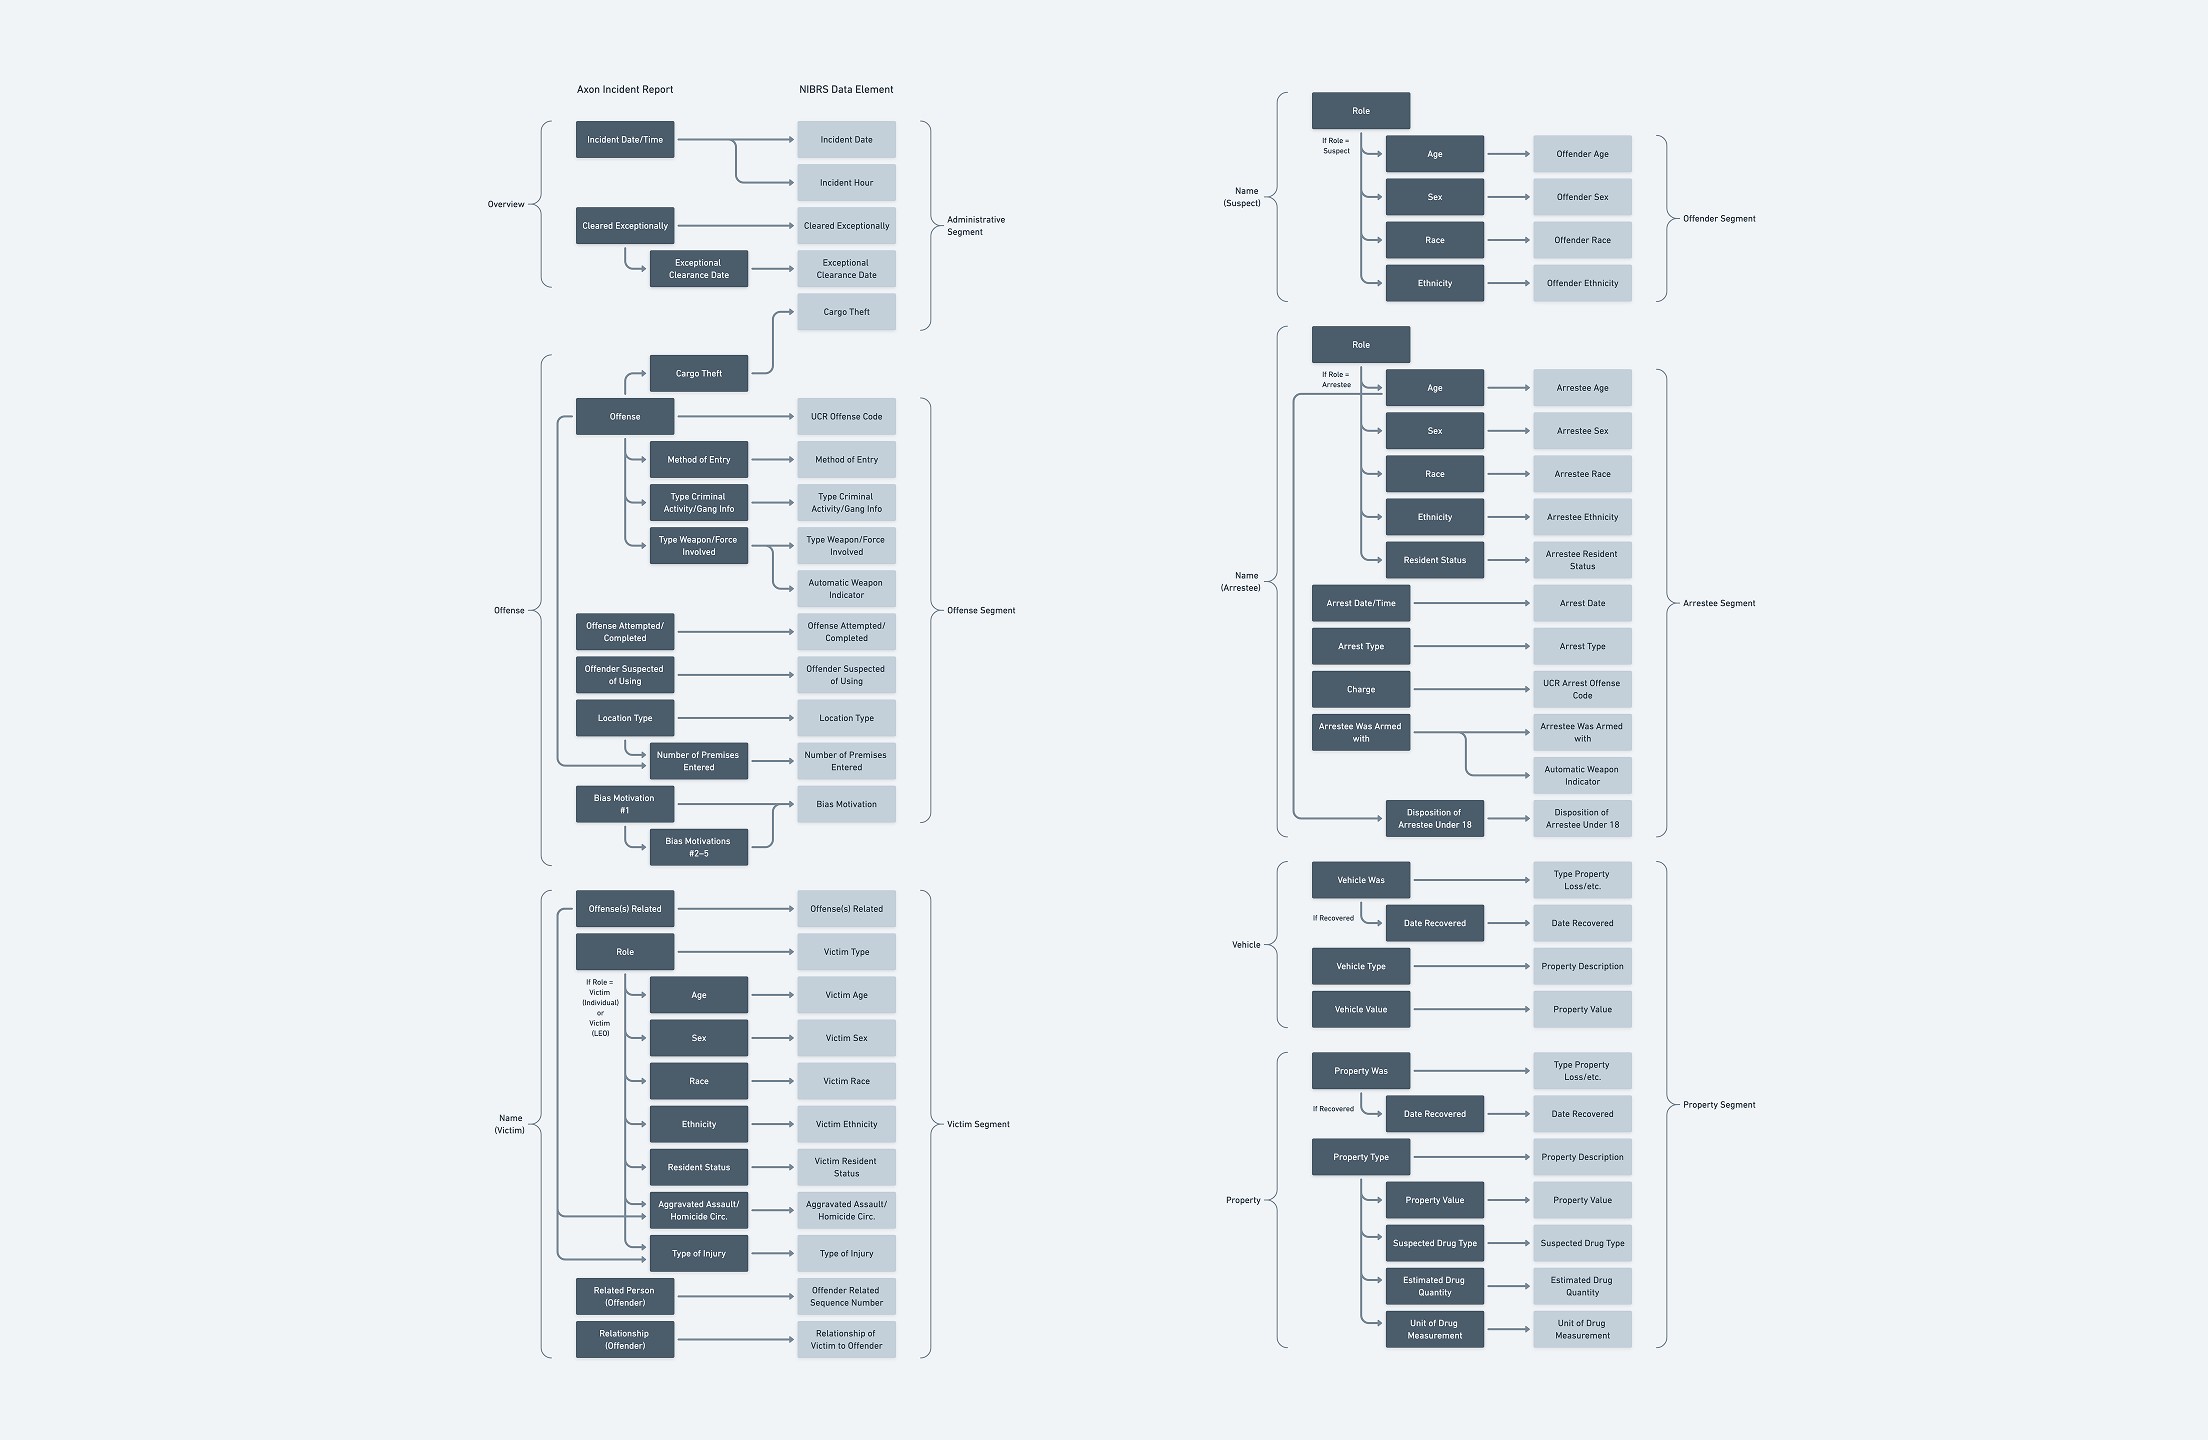 Axon Incident Report
NIBRS Data Element
Overview
Incident Date/Time
Incident Date
Incident Hour
Cleared Exceptionally
Cleared Exceptionally
Exceptional
Clearance Date
Exceptional
Clearance Date
Cargo Theft
Administrative
Segment
Offense
Cargo Theft
Offense
UCR Offense Code
Method of Entry
Method of Entry
Type Criminal
Activity/Gang Info
Type Criminal
Activity/Gang Info
Type Weapon/Force
Involved
Type Weapon/Force
Involved
Automatic Weapon
Indicator
Offense Attempted/
Completed
Offense Attempted/
Completed
Offender Suspected
of Using
Offender Suspected
of Using
Location Type
Location Type
Number of Premises
Entered
Number of Premises
Entered
Bias Motivation
#1
Bias Motivation
Bias Motivations
#2–5
Offense Segment
Name
(Victim)
Offense(s) Related
Offense(s) Related
Role
Victim Type
If Role =
Victim
(Individual)
or
Victim
(LEO)
Age
Victim Age
Sex
Victim Sex
Race
Victim Race
Ethnicity
Victim Ethnicity
Resident Status
Victim Resident
Status
Aggravated Assault/
Homicide Circ.
Aggravated Assault/
Homicide Circ.
Type of Injury
Type of Injury
Related Person
(Offender)
Offender Related
Sequence Number
Relationship
(Offender)
Relationship of
Victim to Offender
Victim Segment
Name
(Suspect)
Role
If Role =
Suspect
Age
Offender Age
Sex
Offender Sex
Race
Offender Race
Ethnicity
Offender Ethnicity
Offender Segment
Name
(Arrestee)
Role
If Role =
Arrestee
Age
Arrestee Age
Sex
Arrestee Sex
Race
Arrestee Race
Ethnicity
Arrestee Ethnicity
Resident Status
Arrestee Resident
Status
Arrest Date/Time
Arrest Date
Arrest Type
Arrest Type
Charge
UCR Arrest Offense
Code
Arrestee Was Armed
with
Arrestee Was Armed
with
Automatic Weapon
Indicator
Disposition of
Arrestee Under 18
Disposition of
Arrestee Under 18
Arrestee Segment
Vehicle
Vehicle Was
Type Property
Loss/etc.
If Recovered
Date Recovered
Date Recovered
Vehicle Type
Property Description
Vehicle Value
Property Value
Property
Property Was
Type Property
Loss/etc.
If Recovered
Date Recovered
Date Recovered
Property Type
Property Description
Property Value
Property Value
Suspected Drug Type
Suspected Drug Type
Estimated Drug
Quantity
Estimated Drug
Quantity
Unit of Drug
Measurement
Unit of Drug
Measurement
Property Segment